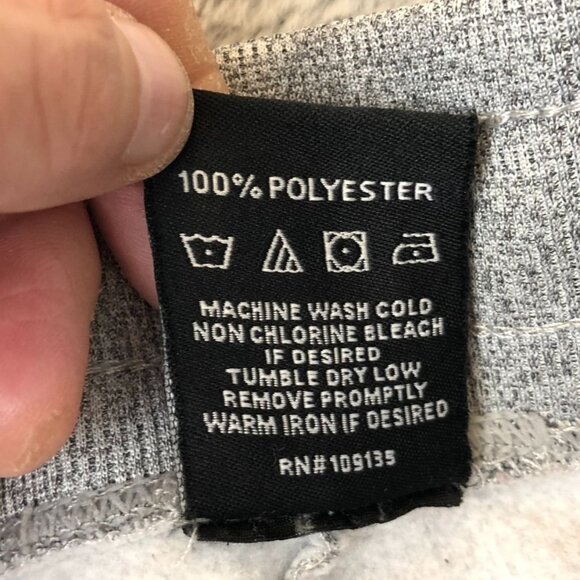 100% POLYESTER
MACHINE WASH COLD
NON CHLORINE BLEACH
IF DESIRED
TUMBLE DRY LOW
REMOVE PROMPTLY
WARM IRON IF DESIRED
RN#109135